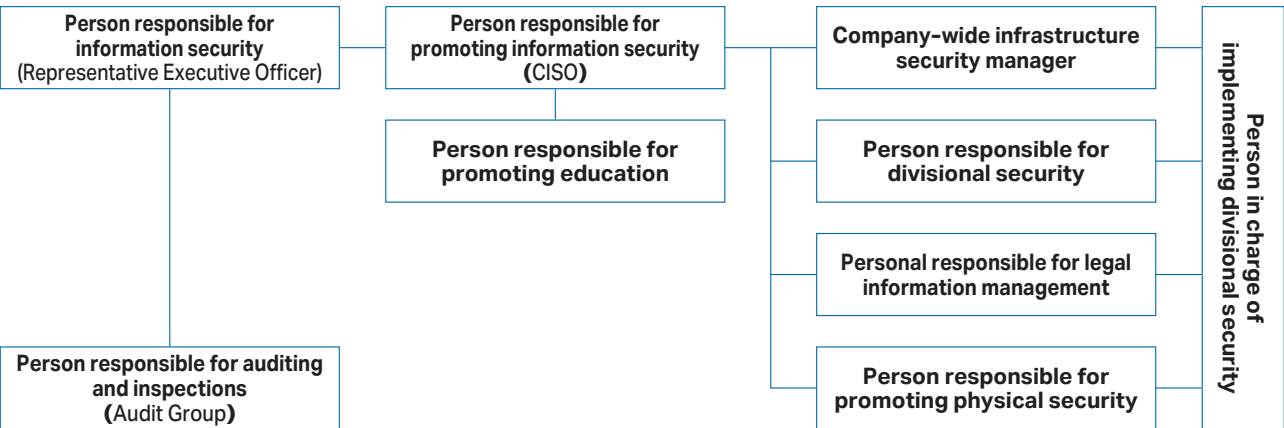 Person responsible for
information security
(Representative Executive Officer)
Person responsible for
promoting information security
(CISO)
Company-wide infrastructure
security manager
Person responsible for
promoting education
Person responsible for
divisional security
Personal responsible for legal
information management
Person responsible for auditing
and inspections
(Audit Group)
Person responsible for
promoting physical security
Person in charge of
implementing divisional security